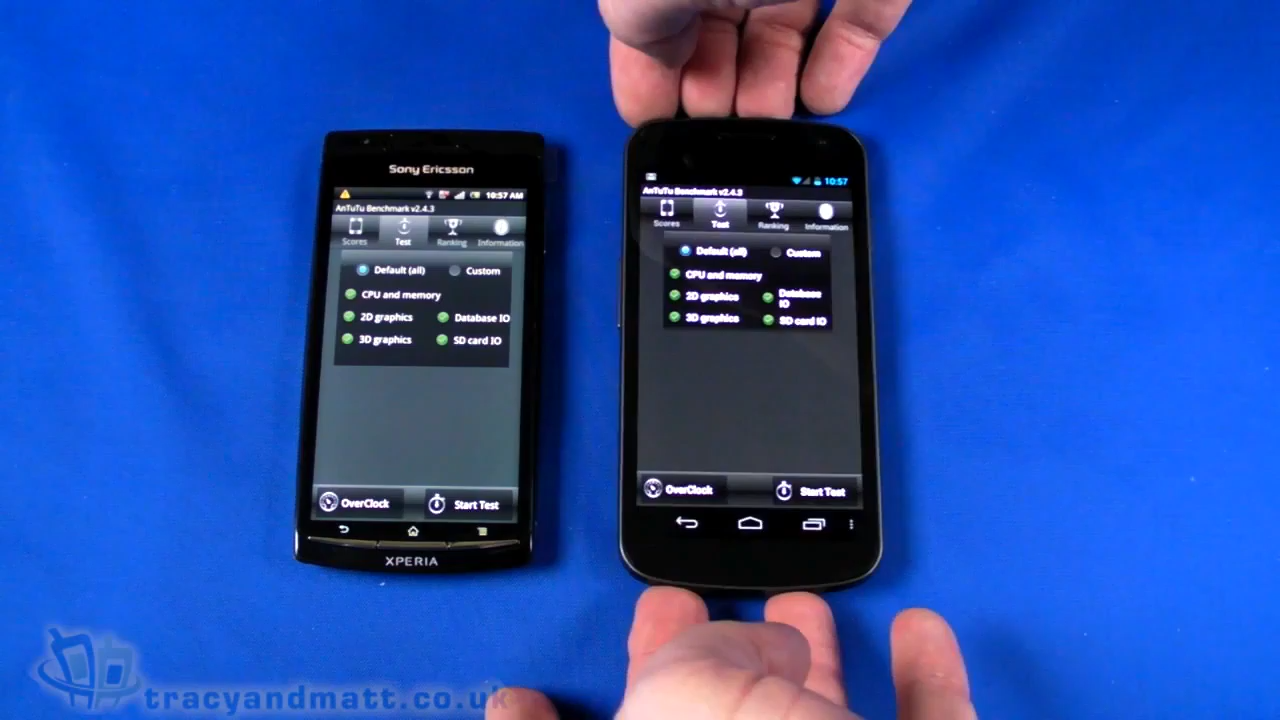 Sony Ericsson
10:57 AM
AnTuTu Benchmark v2.4.3
Scores Test Ranking Information
Default (all) Custom
CPU and memory
2D graphics Database IO
3D graphics SD card IO
OverClock Start Test
XPERIA
10:57
AnTuTu Benchmark v2.4.3
Scores Test Ranking Information
Default (all) Custom
CPU and memory
2D graphics Database
IO
3D graphics SD card IO
OverClock Start Test
tracyandmatt.co.uk